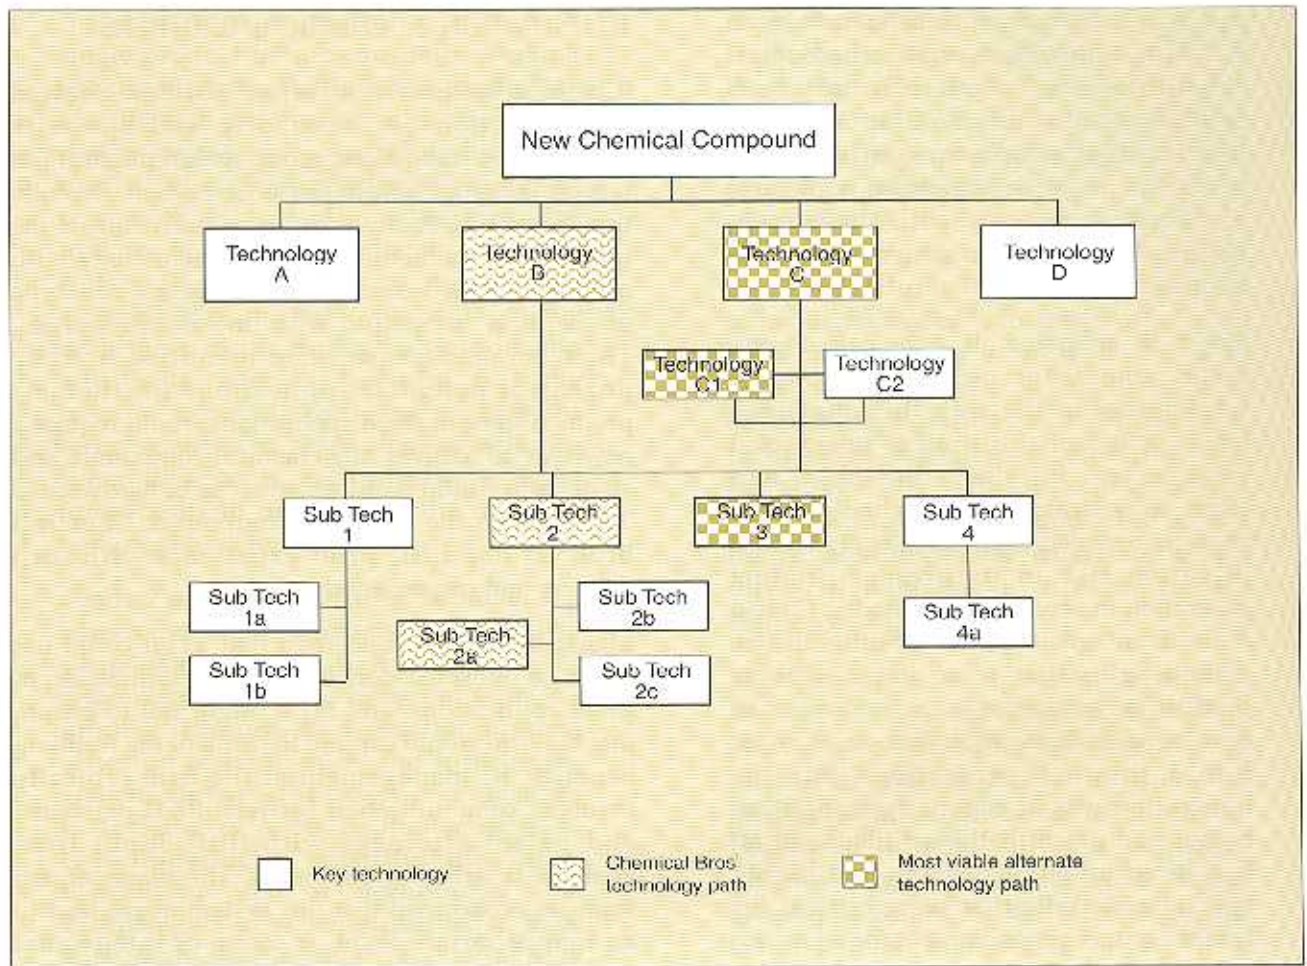 New Chemical Compound
Technology
A
Technology
B
Technology
C
Technology
D
Technology
C1
Technology
C2
Sub Tech
1
Sub Tech
2
Sub Tech
3
Sub Tech
4
Sub Tech
1a
Sub Tech
2b
Sub Tech
4a
Sub Tech
2a
Sub Tech
1b
Sub Tech
2c
Key technology
Chemical Bros
technology path
Most viable alternate
technology path